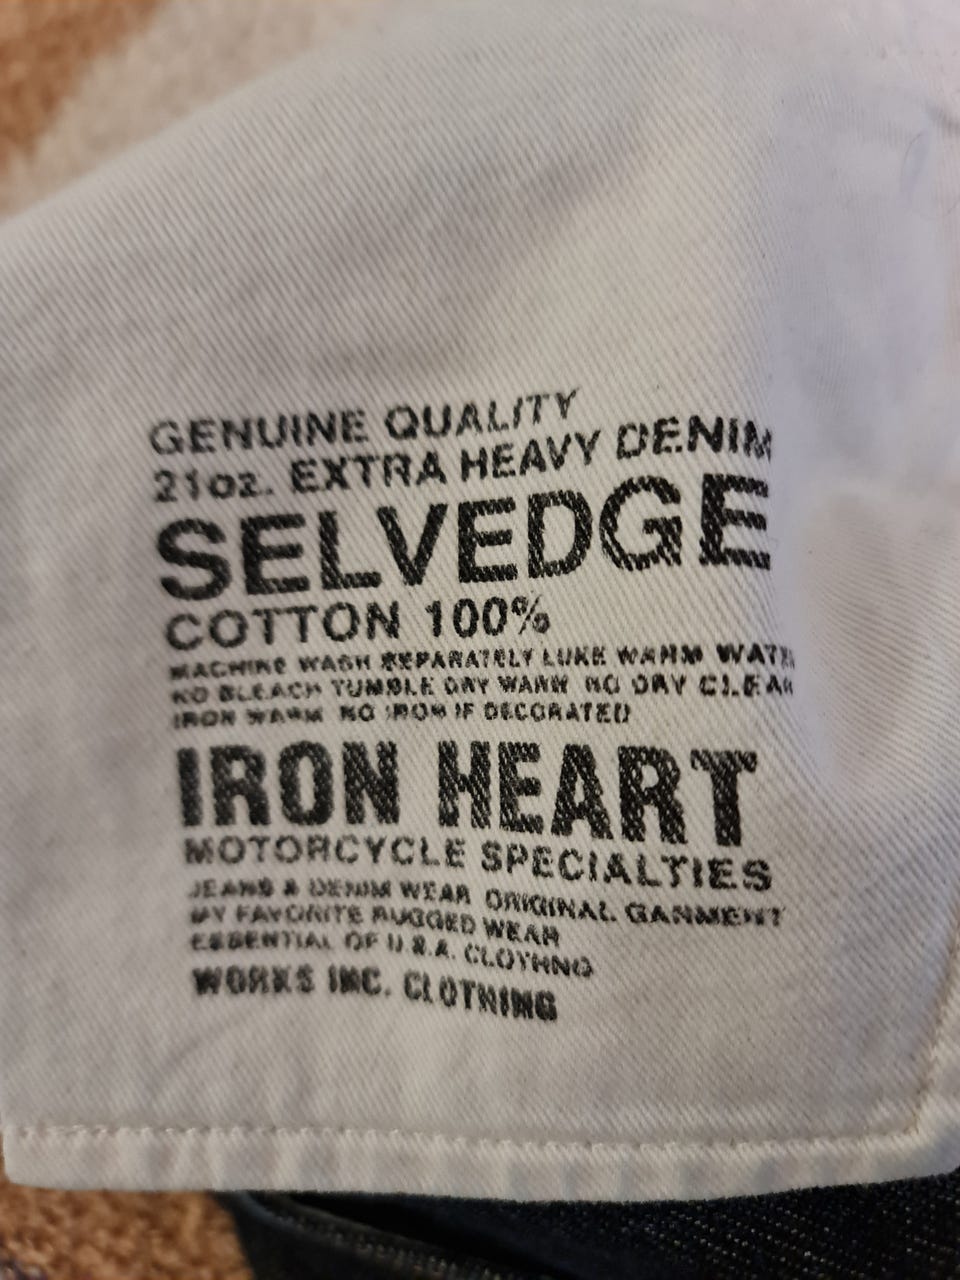 GENUINE QUALITY
21oz. EXTRA HEAVY DENIM
SELVEDGE
COTTON 100%
MACHINE WASH SEPARATELY LUKE WARM WATE
NO BLEACH TUMBLE DRY WARM NO DRY CLEAN
IRON WARM NO IRON IF DECORATED
IRON HEART
MOTORCYCLE SPECIALTIES
JEANS & DENIM WEAR ORIGINAL GARMENT
MY FAVORITE RUGGED WEAR
ESSENTIAL OF U.S.A. CLOTHNG
WORKS INC. CLOTHING